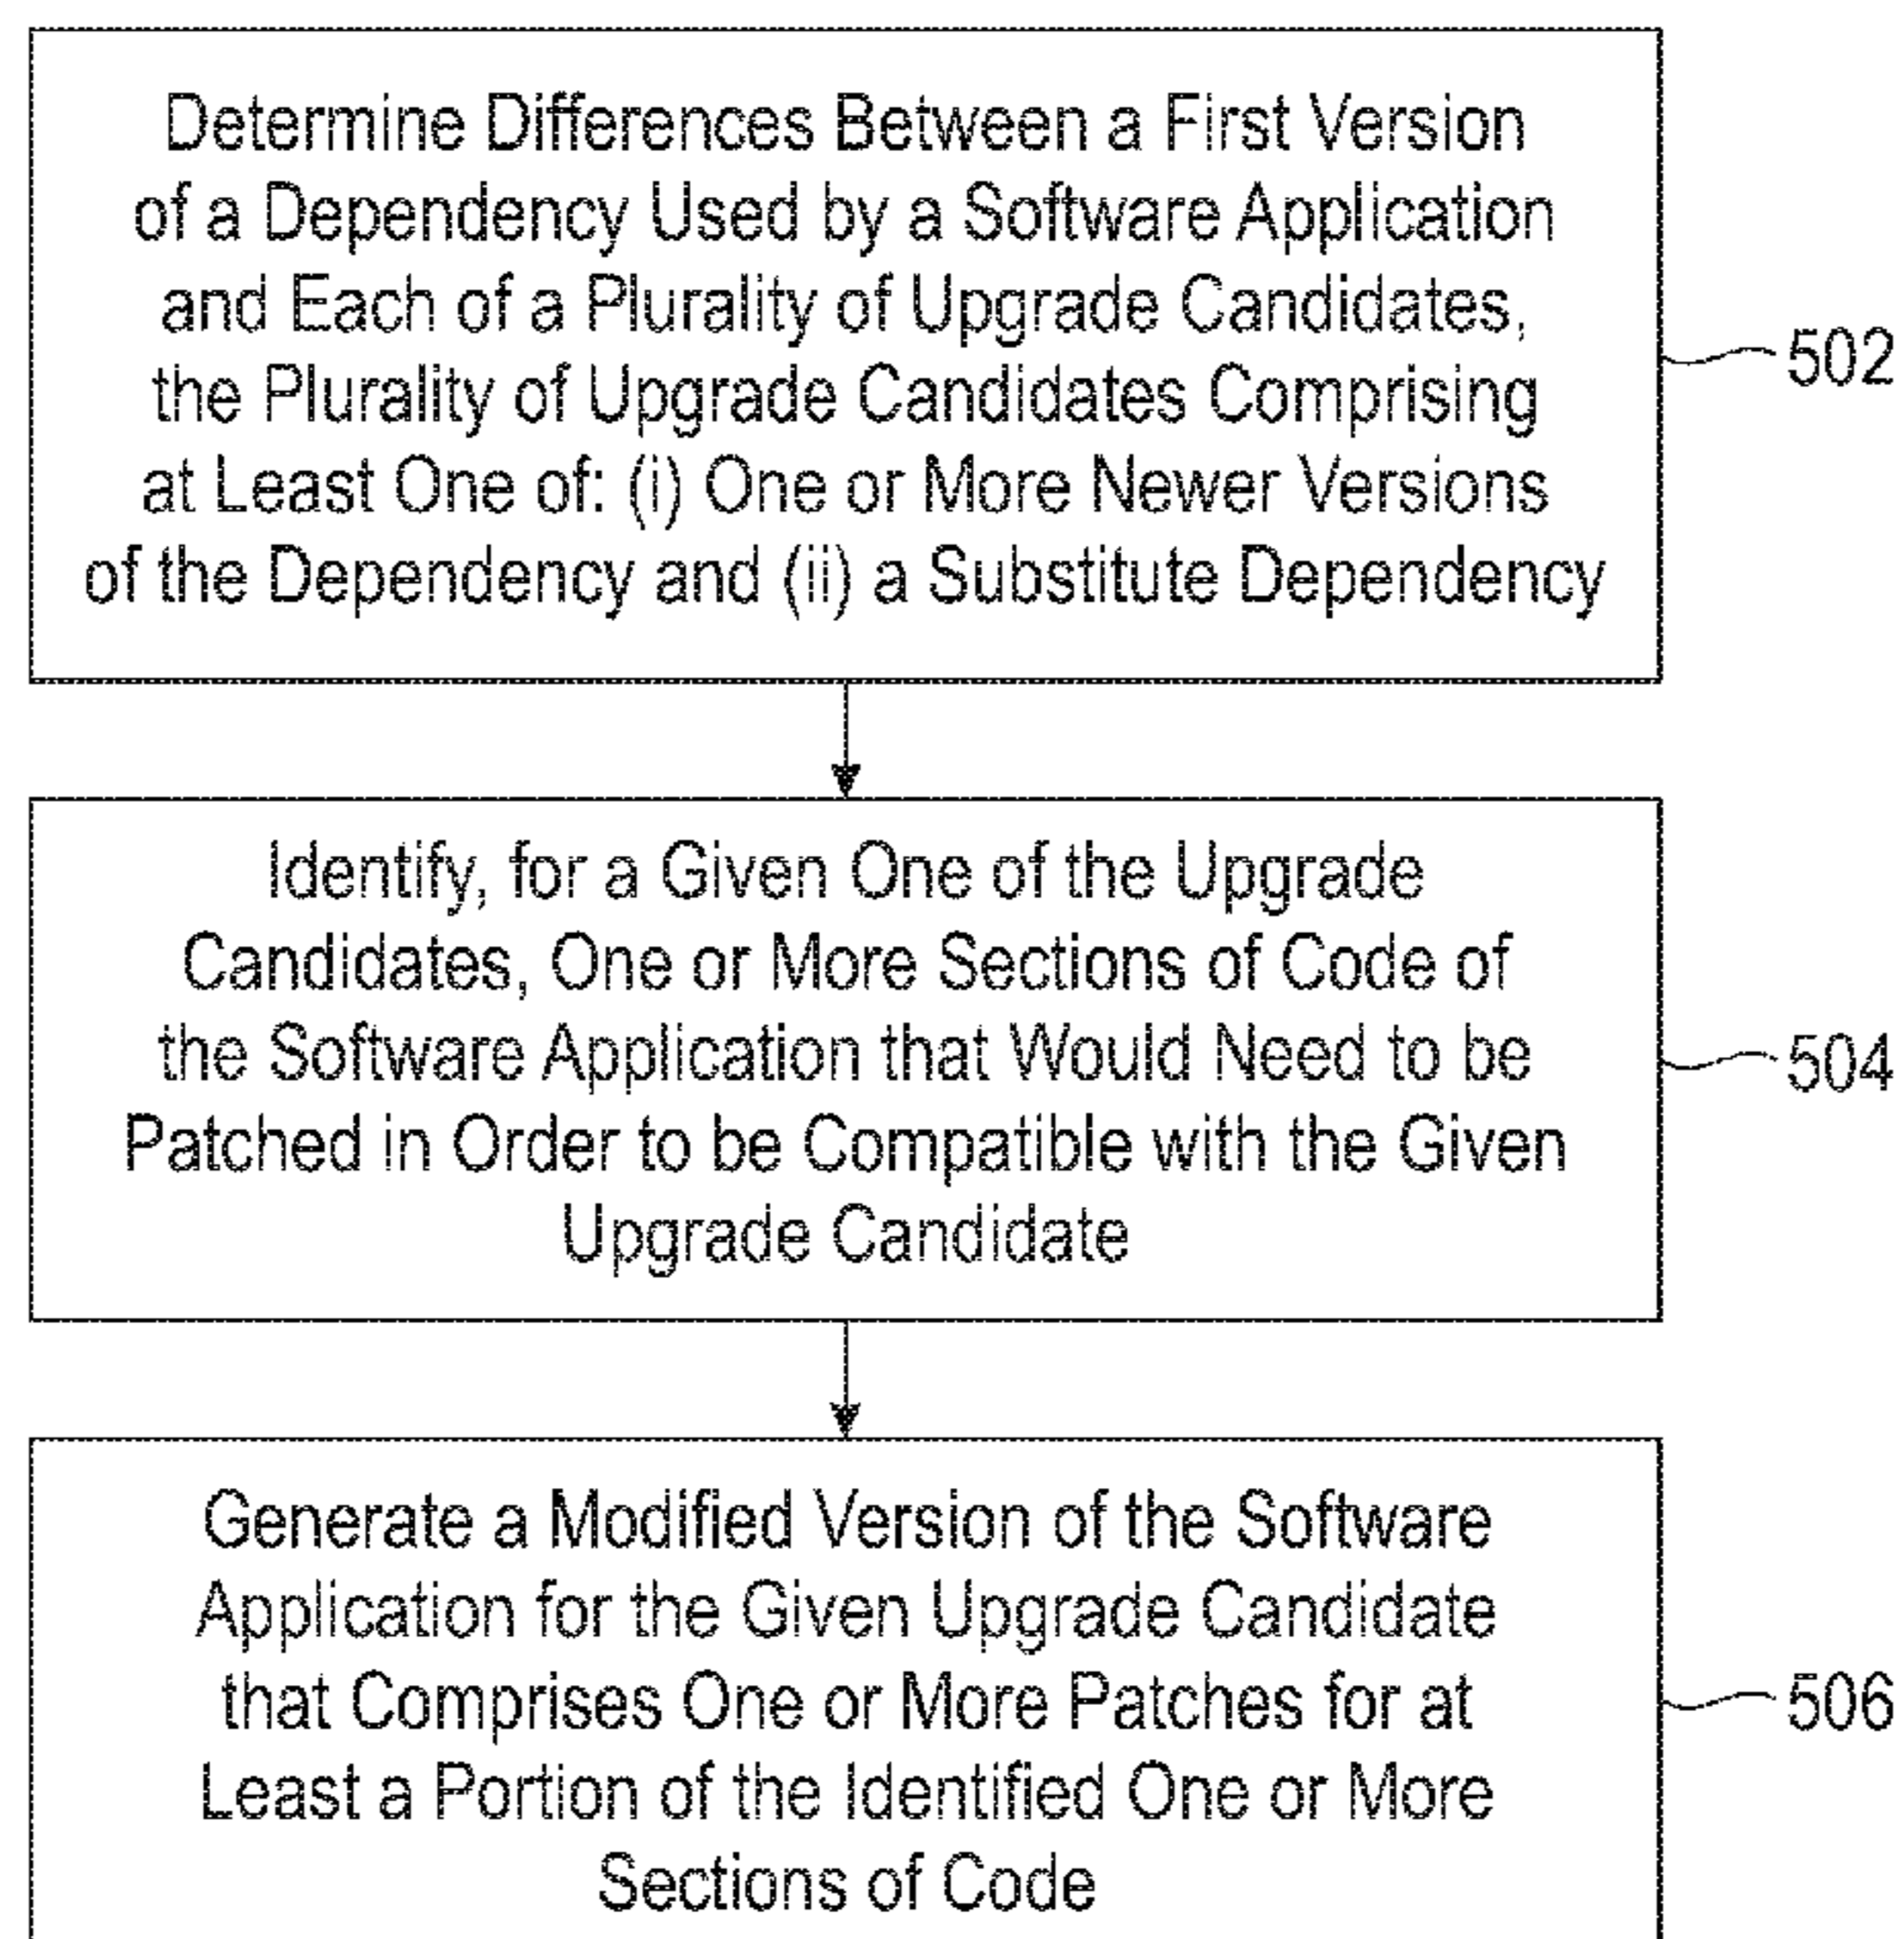 Determine Differences Between a First Version
of a Dependency Used by a Software Application
and Each of a Plurality of Upgrade Candidates,
the Plurality of Upgrade Candidates Comprising
at Least One of: (i) One or More Newer Versions
of the Dependency and (ii) a Substitute Dependency
502
Identify, for a Given One of the Upgrade
Candidates, One or More Sections of Code of
the Software Application that Would Need to be
Patched in Order to be Compatible with the Given
Upgrade Candidate
504
Generate a Modified Version of the Software
Application for the Given Upgrade Candidate
that Comprises One or More Patches for at
Least a Portion of the Identified One or More
Sections of Code
506